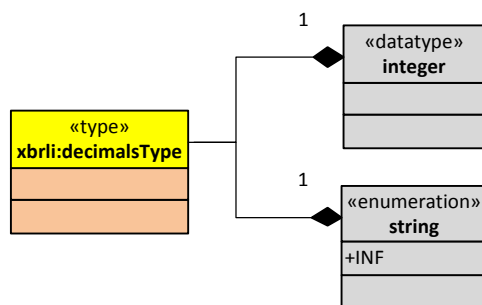 1
«datatype»
integer
«type»
xbrli:decimalsType
1
«enumeration»
string
+INF